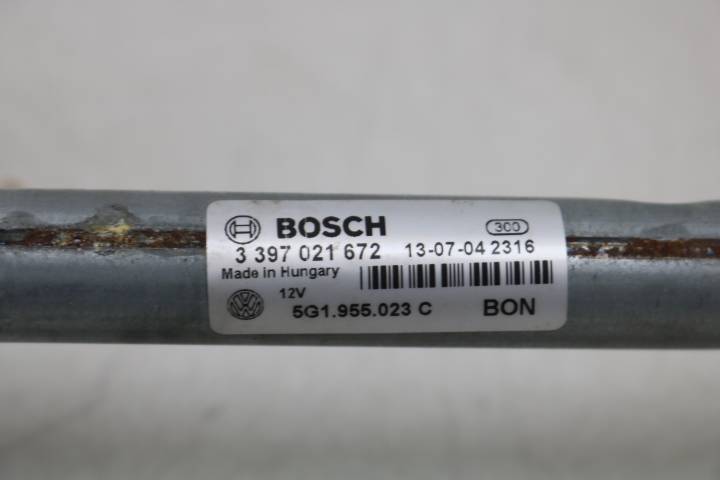 BOSCH 300
3 397 021 672 13-07-04 2316
Made in Hungary
12V
5G1.955.023 C BON